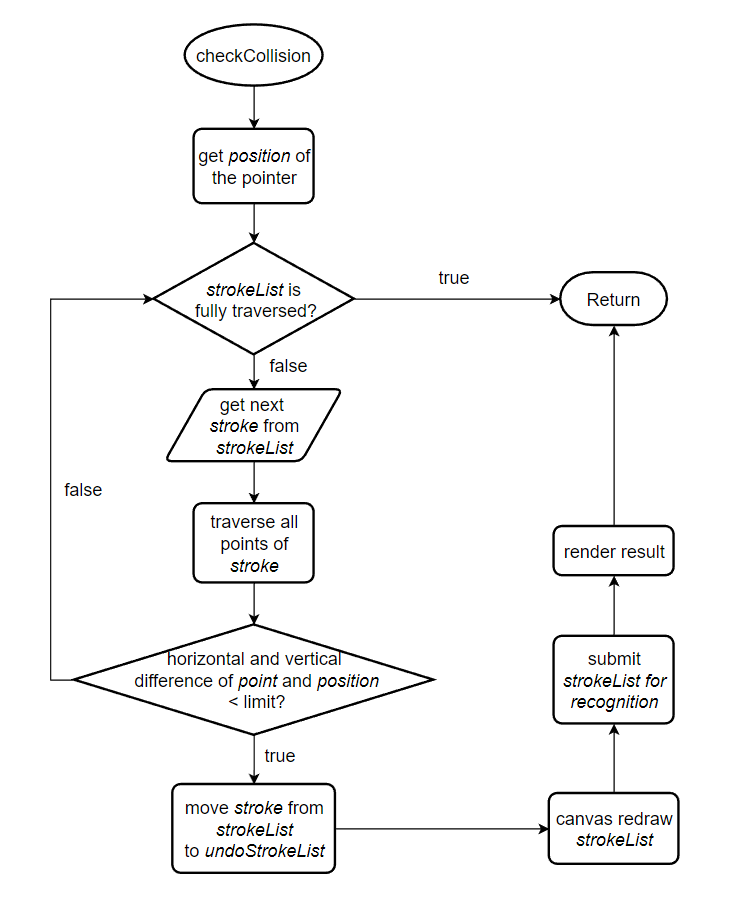 checkCollision
get position of
the pointer
strokeList is
fully traversed?
true
Return
false
get next
stroke from
strokeList
false
traverse all
points of
stroke
render result
horizontal and vertical
difference of point and position
< limit?
submit
strokeList for
recognition
true
move stroke from
strokeList
to undoStrokeList
canvas redraw
strokeList